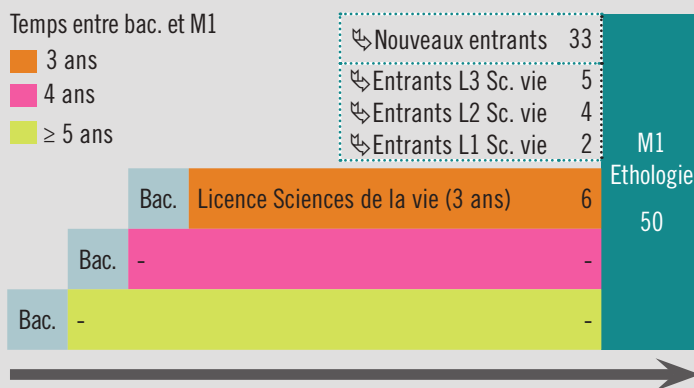 Temps entre bac. et M1
3 ans
4 ans
≥ 5 ans
Nouveaux entrants 33
Entrants L3 Sc. vie 5
Entrants L2 Sc. vie 4
Entrants L1 Sc. vie 2
Bac. Licence Sciences de la vie (3 ans) 6
Bac. - -
Bac. - -
M1
Ethologie
50